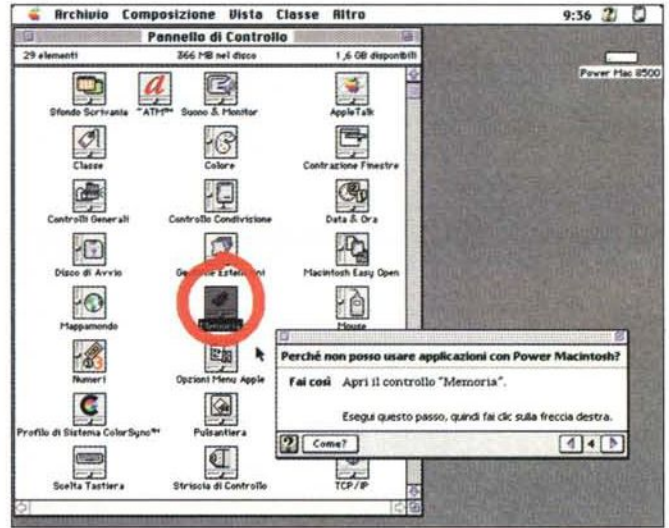 Archivio Composizione Vista Classe Altro 9:36
Pannello di Controllo
29 elementi 366 MB nel disco 1,6 GB disponibili
Power Mac 8500
Sfondo Scrivania "ATM™ Suono & Monitor AppleTalk
Classe Colore Contrazione Finestre
Controlli Generali Controllo Condivisione Data & Ora
Disco di Avvio Macintosh Easy Open
Mappamondo Memoria Mouse
Numeri Opzioni Menu Apple
Profilo di Sistema ColorSync™ Pulsantiera
Scelta Tastiera Striscia di Controllo TCP/IP
Perché non posso usare applicazioni con Power Macintosh?
Fai così Apri il controllo "Memoria".
Esegui questo passo, quindi fai clic sulla freccia destra.
Come? 4